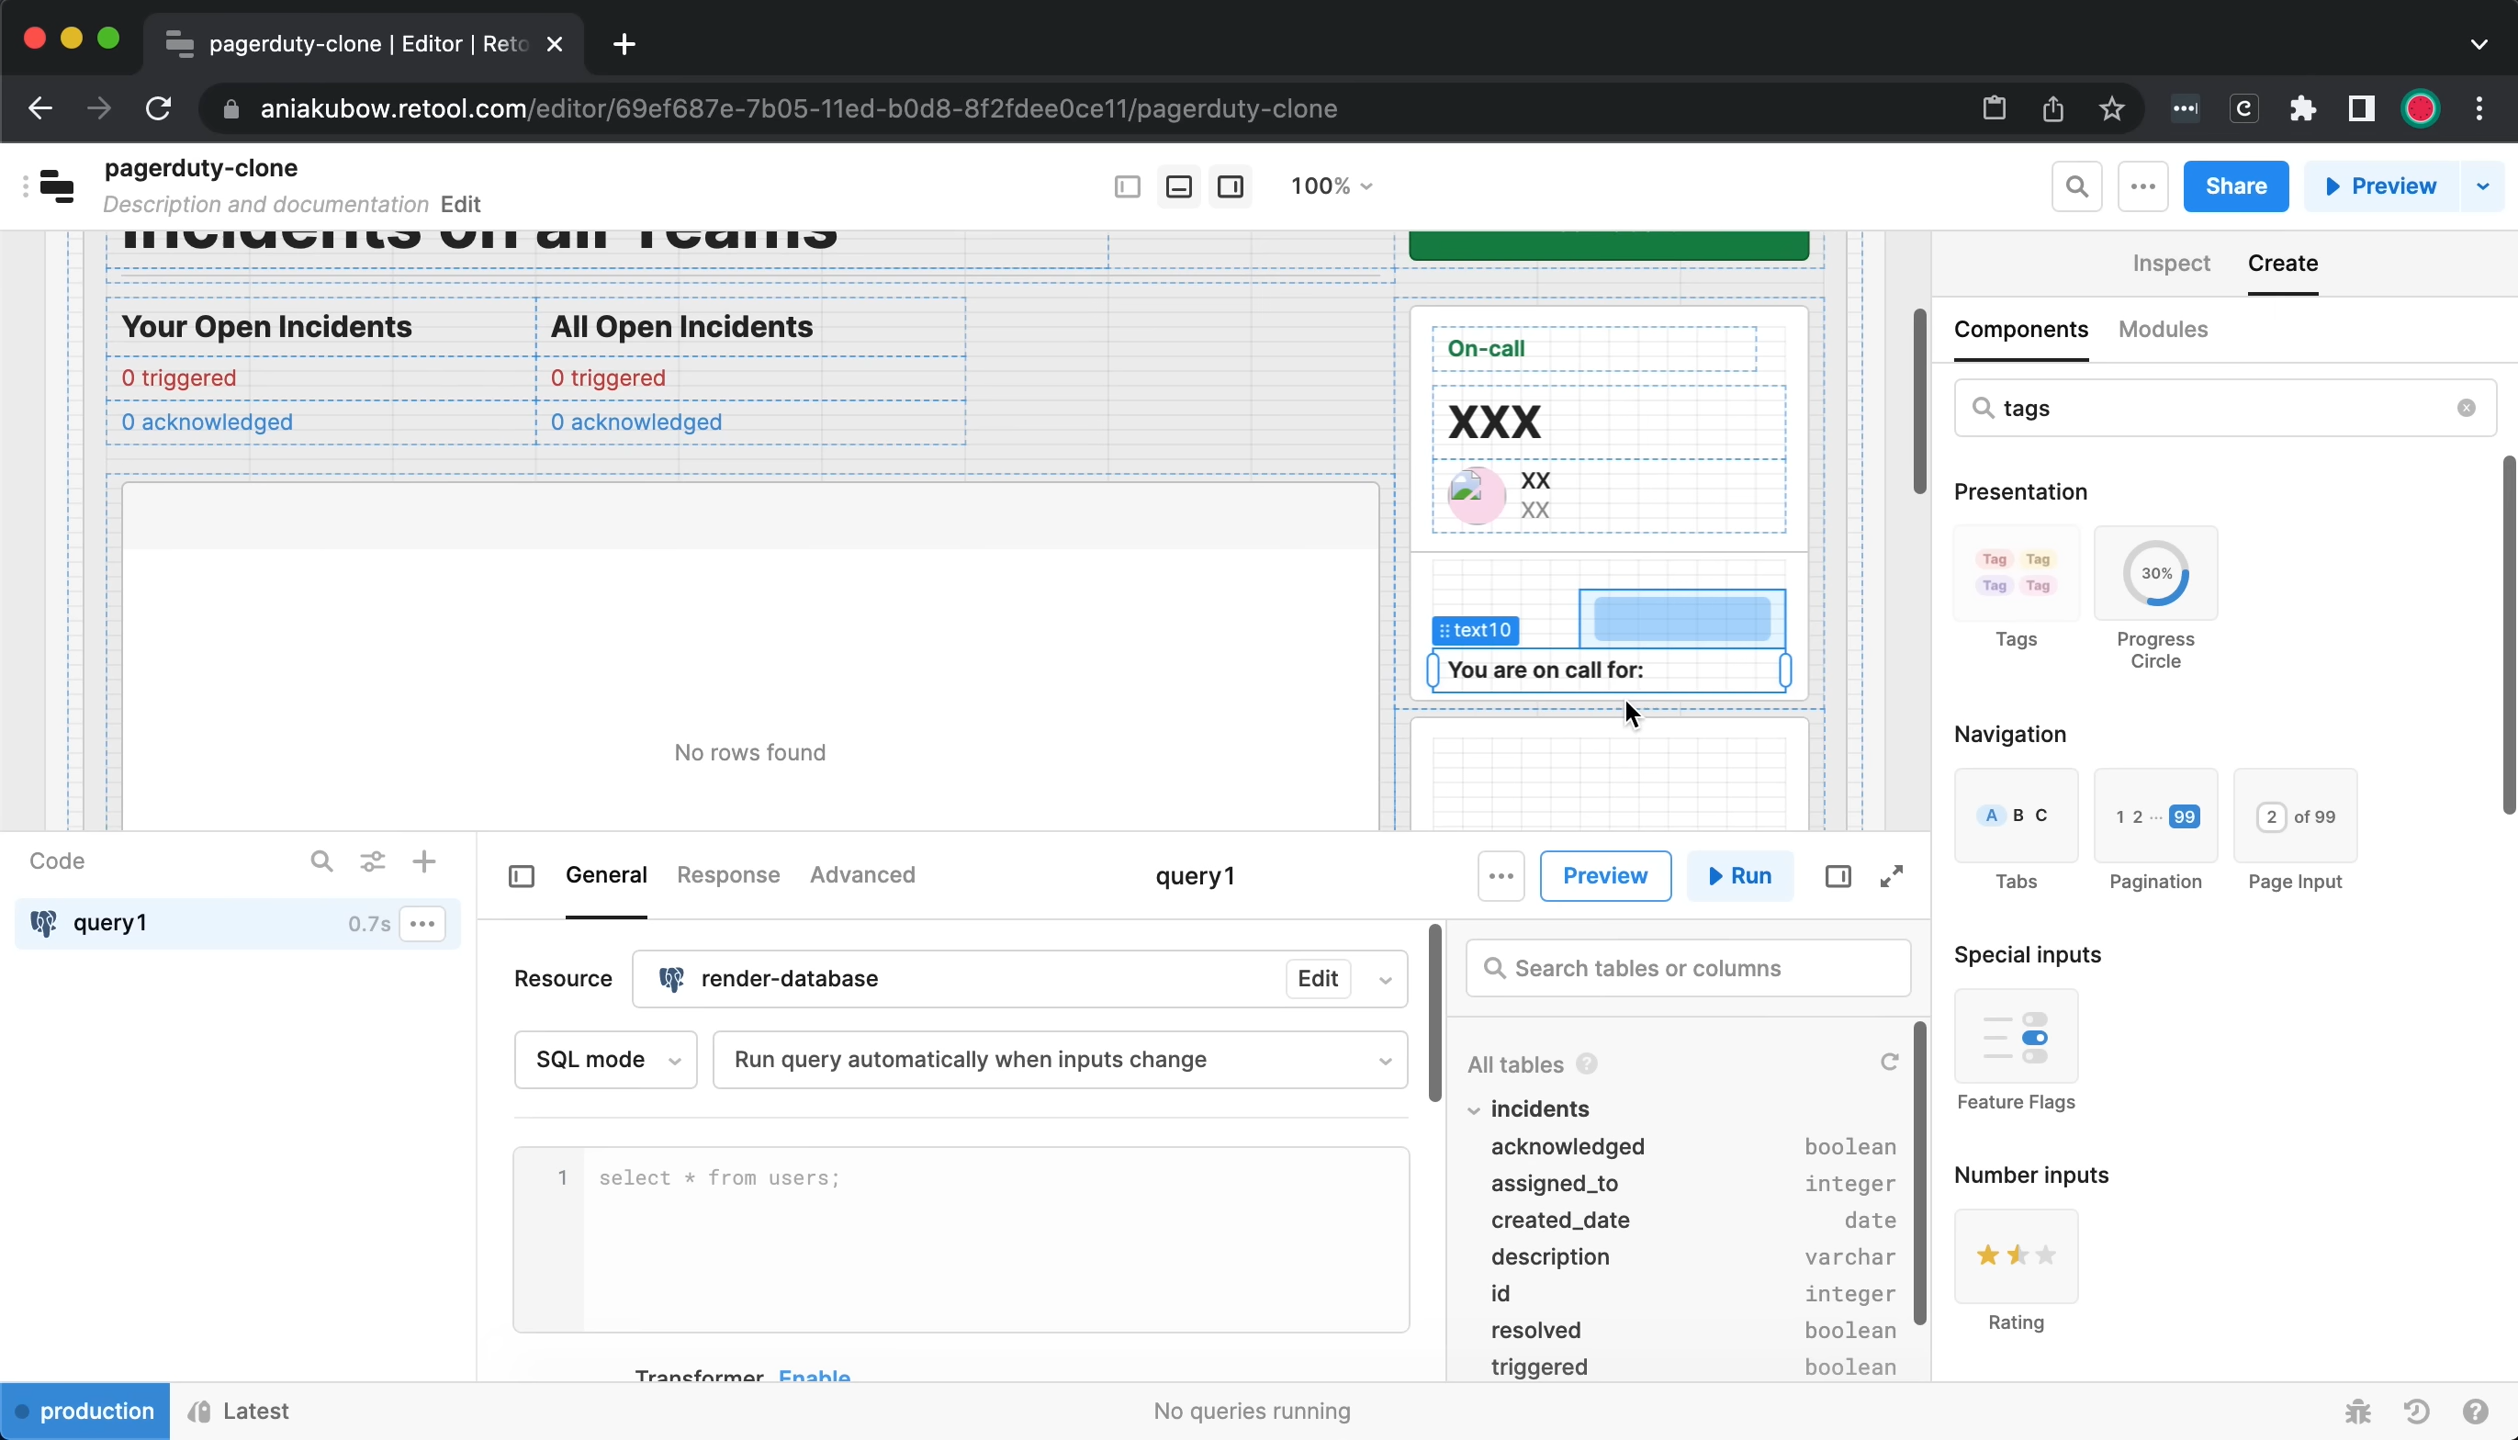 pagerduty-clone | Editor | Reto
aniakubow.retool.com/editor/69ef687e-7b05-11ed-b0d8-8f2fdee0ce11/pagerduty-clone
pagerduty-clone
Description and documentation Edit
100%
Share
Preview
Incidents on all Teams
Your Open Incidents
All Open Incidents
0 triggered
0 triggered
0 acknowledged
0 acknowledged
No rows found
On-call
XXX
XX
XX
text10
You are on call for:
Inspect
Create
Components
Modules
tags
Presentation
Tag Tag
Tag Tag
30%
Tags
Progress
Circle
Navigation
A B C
1 2 ... 99
2 of 99
Tabs
Pagination
Page Input
Special inputs
Feature Flags
Number inputs
Rating
Code
query1
0.7s
General
Response
Advanced
query1
Preview
Run
Resource
render-database
Edit
SQL mode
Run query automatically when inputs change
1
select * from users;
Transformer Enable
Search tables or columns
All tables
incidents
acknowledged boolean
assigned_to integer
created_date date
description varchar
id integer
resolved boolean
triggered boolean
production
Latest
No queries running